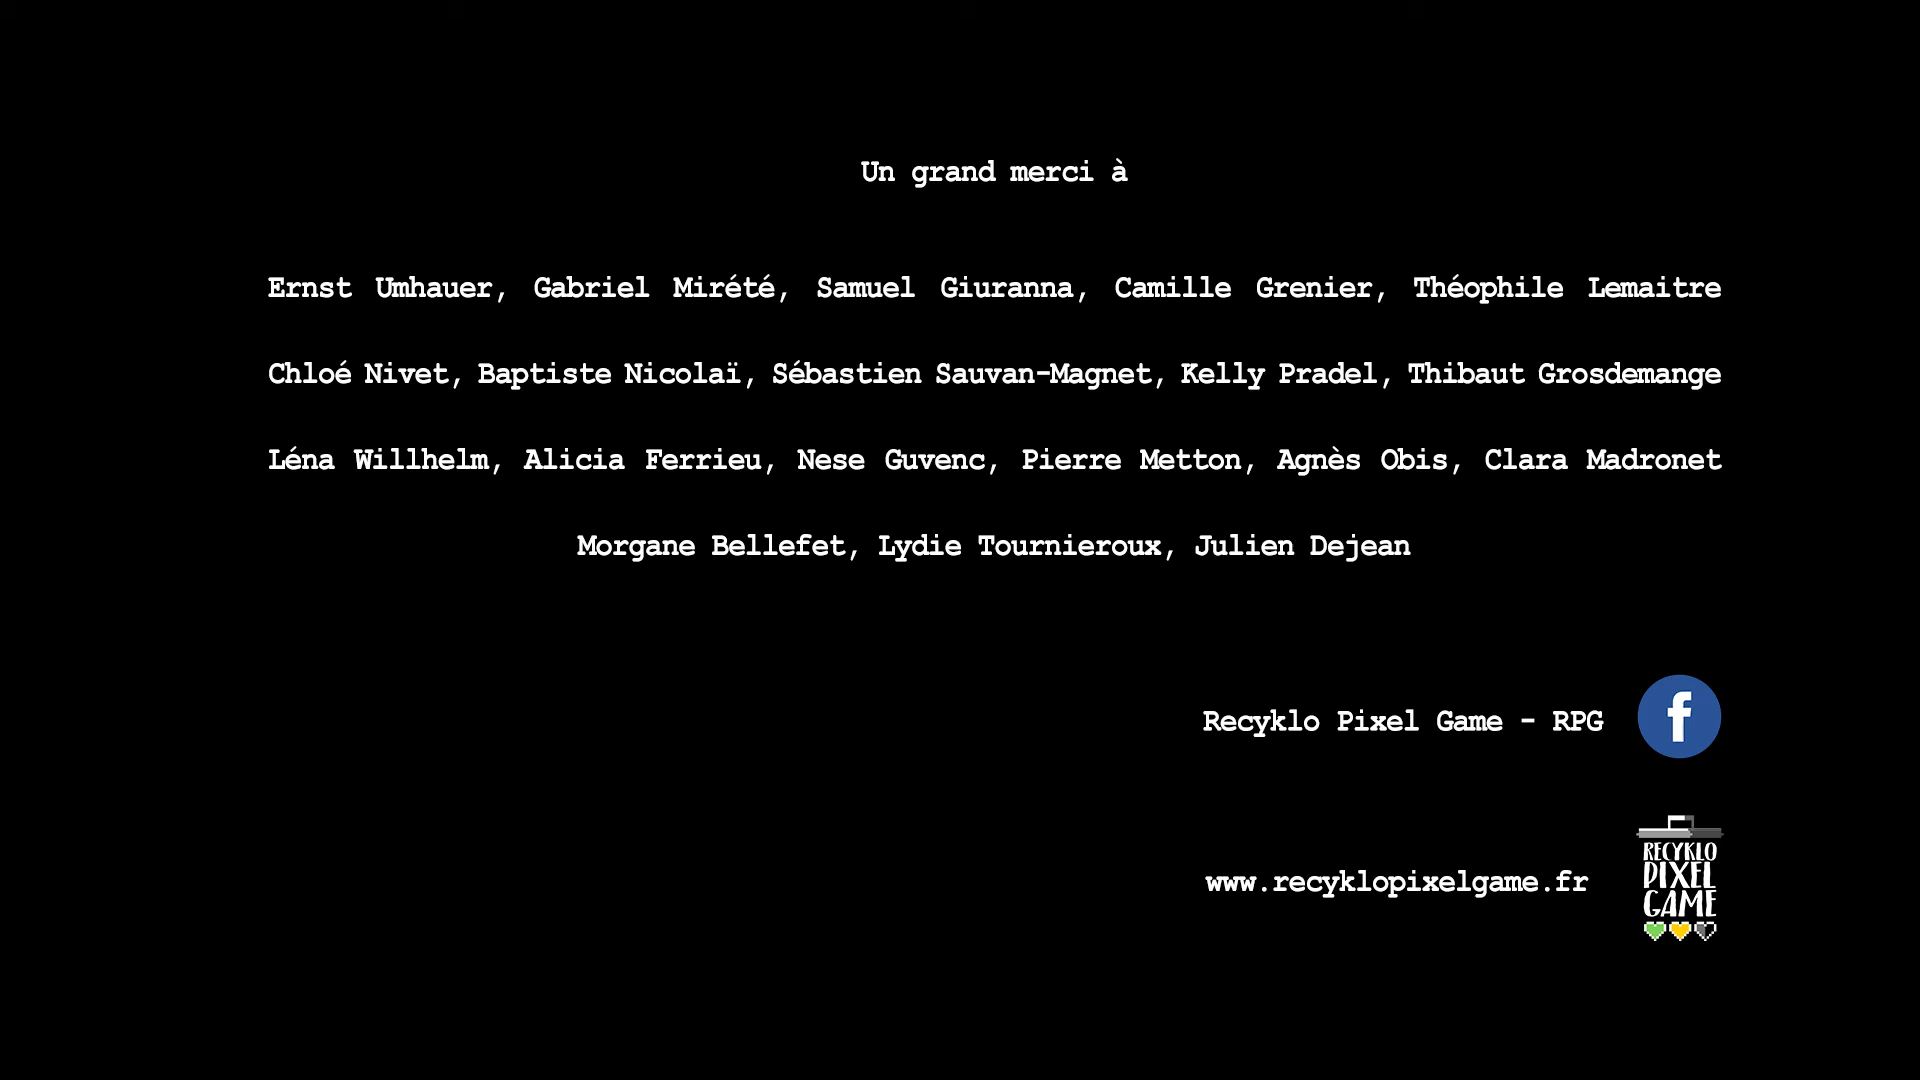 Un grand merci à
Ernst Umhauer, Gabriel Mirété, Samuel Giuranna, Camille Grenier, Théophile Lemaitre
Chloé Nivet, Baptiste Nicolaï, Sébastien Sauvan-Magnet, Kelly Pradel, Thibaut Grosdemange
Léna Willhelm, Alicia Ferrieu, Nese Guvenc, Pierre Metton, Agnès Obis, Clara Madronet
Morgane Bellefet, Lydie Tournieroux, Julien Dejean
Recyklo Pixel Game - RPG
f
www.recyklopixelgame.fr
RECYKLO
PIXEL
GAME